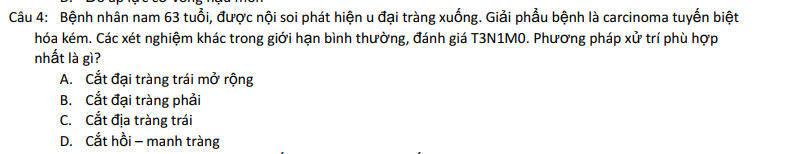 Câu 4: Bệnh nhân nam 63 tuổi, được nội soi phát hiện u đại tràng xuống. Giải phẫu bệnh là carcinoma tuyến biệt
hóa kém. Các xét nghiệm khác trong giới hạn bình thường, đánh giá T3N1M0. Phương pháp xử trí phù hợp
nhất là gì?
A. Cắt đại tràng trái mở rộng
B. Cắt đại tràng phải
C. Cắt địa tràng trái
D. Cắt hồi – manh tràng